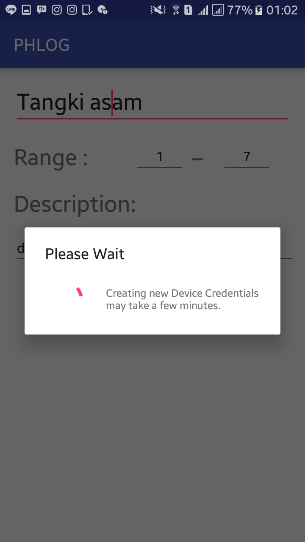 77% 01:02
PHLOG
Tangki asam
Range : 1 – 7
Description:
d
Please Wait
Creating new Device Credentials
may take a few minutes.